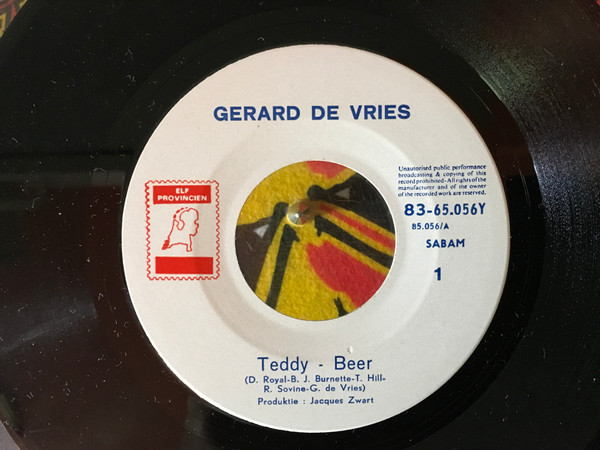 GERARD DE VRIES
ELF
PROVINCIEN
Unauthorised public performance
broadcasting & copying of this
record prohibited-All rights of the
manufacturer and of the owner
of the recorded work are reserved.
83-65.056Y
85.056/A
SABAM
1
Teddy - Beer
(D. Royal-B. J. Burnette-T. Hill-
R. Sovine-G. de Vries)
Produktie : Jacques Zwart